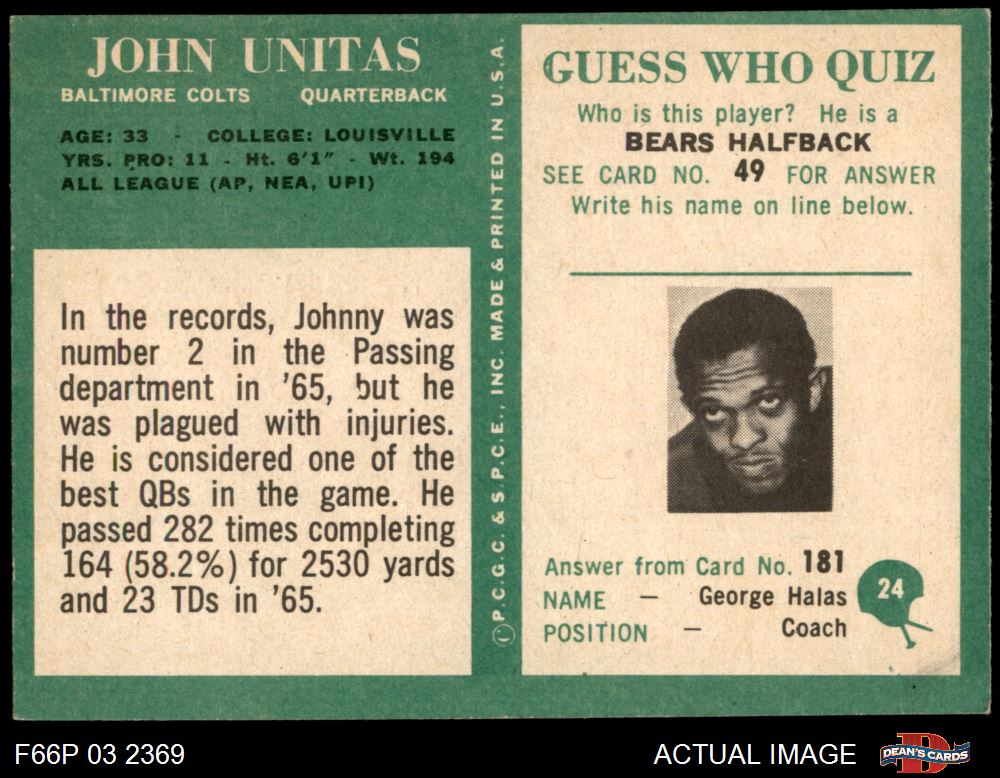 JOHN UNITAS
BALTIMORE COLTS QUARTERBACK
AGE: 33 - COLLEGE: LOUISVILLE
YRS. PRO: 11 - Ht. 6'1" - Wt. 194
ALL LEAGUE (AP, NEA, UPI)
In the records, Johnny was
number 2 in the Passing
department in '65, but he
was plagued with injuries.
He is considered one of the
best QBs in the game. He
passed 282 times completing
164 (58.2%) for 2530 yards
and 23 TDs in '65.
©P.C.G.C. & S.P.C.E., INC. MADE & PRINTED IN U.S.A.
GUESS WHO QUIZ
Who is this player? He is a
BEARS HALFBACK
SEE CARD NO. 49 FOR ANSWER
Write his name on line below.
Answer from Card No. 181
NAME — George Halas
POSITION — Coach
24
F66P 03 2369
ACTUAL IMAGE
D
DEAN'S CARDS